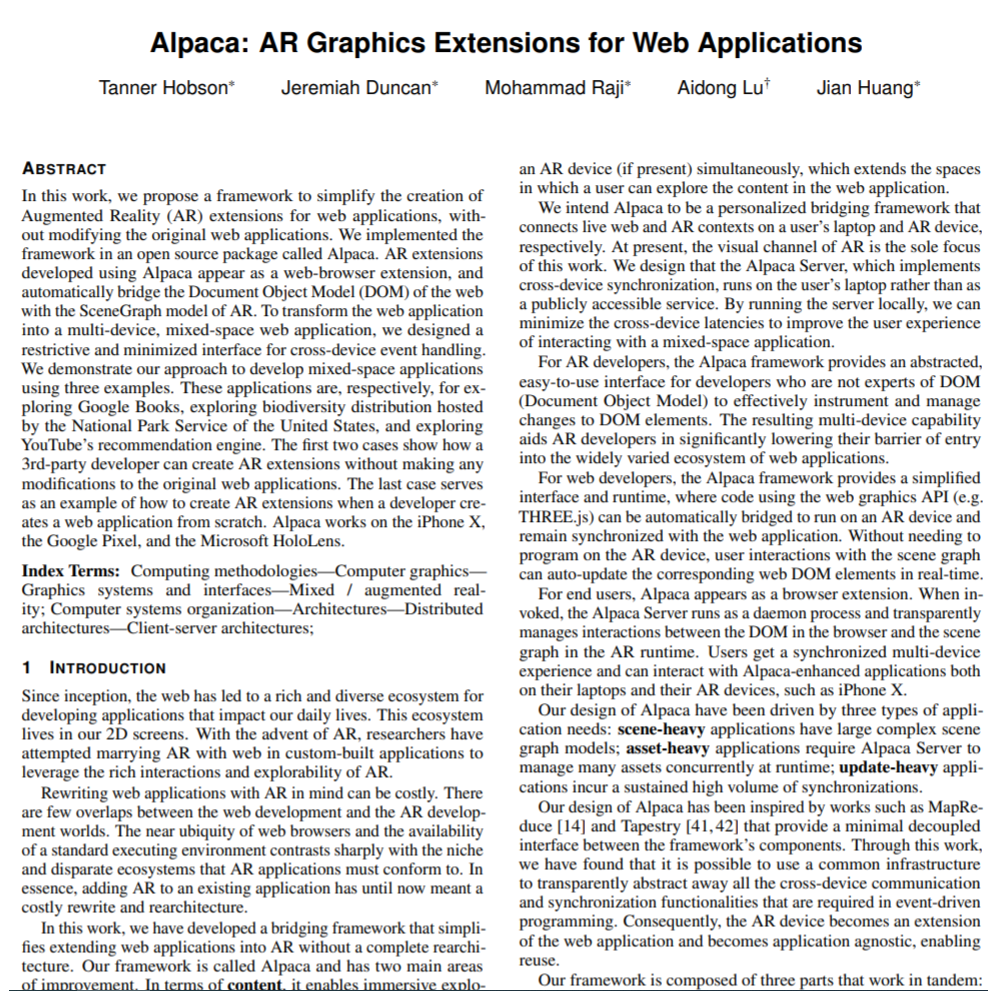 Alpaca: AR Graphics Extensions for Web Applications
Tanner Hobson* Jeremiah Duncan* Mohammad Raji* Aidong Lu† Jian Huang*
ABSTRACT
In this work, we propose a framework to simplify the creation of
Augmented Reality (AR) extensions for web applications, with-
out modifying the original web applications. We implemented the
framework in an open source package called Alpaca. AR extensions
developed using Alpaca appear as a web-browser extension, and
automatically bridge the Document Object Model (DOM) of the web
with the SceneGraph model of AR. To transform the web application
into a multi-device, mixed-space web application, we designed a
restrictive and minimized interface for cross-device event handling.
We demonstrate our approach to develop mixed-space applications
using three examples. These applications are, respectively, for ex-
ploring Google Books, exploring biodiversity distribution hosted
by the National Park Service of the United States, and exploring
YouTube's recommendation engine. The first two cases show how a
3rd-party developer can create AR extensions without making any
modifications to the original web applications. The last case serves
as an example of how to create AR extensions when a developer cre-
ates a web application from scratch. Alpaca works on the iPhone X,
the Google Pixel, and the Microsoft HoloLens.
Index Terms: Computing methodologies—Computer graphics—
Graphics systems and interfaces—Mixed / augmented real-
ity; Computer systems organization—Architectures—Distributed
architectures—Client-server architectures;
1 INTRODUCTION
Since inception, the web has led to a rich and diverse ecosystem for
developing applications that impact our daily lives. This ecosystem
lives in our 2D screens. With the advent of AR, researchers have
attempted marrying AR with web in custom-built applications to
leverage the rich interactions and explorability of AR.
Rewriting web applications with AR in mind can be costly. There
are few overlaps between the web development and the AR develop-
ment worlds. The near ubiquity of web browsers and the availability
of a standard executing environment contrasts sharply with the niche
and disparate ecosystems that AR applications must conform to. In
essence, adding AR to an existing application has until now meant a
costly rewrite and rearchitecture.
In this work, we have developed a bridging framework that simpli-
fies extending web applications into AR without a complete rearchi-
tecture. Our framework is called Alpaca and has two main areas
of improvement. In terms of content, it enables immersive explo-
an AR device (if present) simultaneously, which extends the spaces
in which a user can explore the content in the web application.
We intend Alpaca to be a personalized bridging framework that
connects live web and AR contexts on a user's laptop and AR device,
respectively. At present, the visual channel of AR is the sole focus
of this work. We design that the Alpaca Server, which implements
cross-device synchronization, runs on the user's laptop rather than as
a publicly accessible service. By running the server locally, we can
minimize the cross-device latencies to improve the user experience
of interacting with a mixed-space application.
For AR developers, the Alpaca framework provides an abstracted,
easy-to-use interface for developers who are not experts of DOM
(Document Object Model) to effectively instrument and manage
changes to DOM elements. The resulting multi-device capability
aids AR developers in significantly lowering their barrier of entry
into the widely varied ecosystem of web applications.
For web developers, the Alpaca framework provides a simplified
interface and runtime, where code using the web graphics API (e.g.
THREE.js) can be automatically bridged to run on an AR device and
remain synchronized with the web application. Without needing to
program on the AR device, user interactions with the scene graph
can auto-update the corresponding web DOM elements in real-time.
For end users, Alpaca appears as a browser extension. When in-
voked, the Alpaca Server runs as a daemon process and transparently
manages interactions between the DOM in the browser and the scene
graph in the AR runtime. Users get a synchronized multi-device
experience and can interact with Alpaca-enhanced applications both
on their laptops and their AR devices, such as iPhone X.
Our design of Alpaca have been driven by three types of appli-
cation needs: scene-heavy applications have large complex scene
graph models; asset-heavy applications require Alpaca Server to
manage many assets concurrently at runtime; update-heavy appli-
cations incur a sustained high volume of synchronizations.
Our design of Alpaca has been inspired by works such as MapRe-
duce [14] and Tapestry [41,42] that provide a minimal decoupled
interface between the framework's components. Through this work,
we have found that it is possible to use a common infrastructure
to transparently abstract away all the cross-device communication
and synchronization functionalities that are required in event-driven
programming. Consequently, the AR device becomes an extension
of the web application and becomes application agnostic, enabling
reuse.
Our framework is composed of three parts that work in tandem: